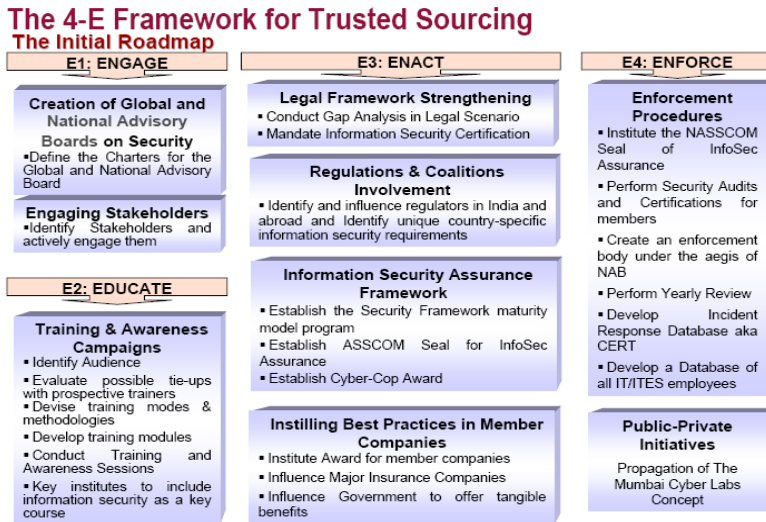 The 4-E Framework for Trusted Sourcing
The Initial Roadmap
E1: ENGAGE
Creation of Global and
National Advisory
Boards on Security
▪Define the Charters for the
Global and National Advisory
Board
Engaging Stakeholders
▪Identify Stakeholders and
actively engage them
E2: EDUCATE
Training & Awareness
Campaigns
▪ Identify Audience
▪ Evaluate possible tie-ups
with prospective trainers
▪ Devise training modes &
methodologies
▪ Develop training modules
▪ Conduct Training and
Awareness Sessions
▪ Key institutes to include
information security as a key
course
E3: ENACT
Legal Framework Strengthening
▪ Conduct Gap Analysis in Legal Scenario
▪ Mandate Information Security Certification
Regulations & Coalitions
Involvement
▪ Identify and influence regulators in India and
abroad and Identify unique country-specific
information security requirements
Information Security Assurance
Framework
▪ Establish the Security Framework maturity
model program
▪ Establish ASSCOM Seal for InfoSec
Assurance
▪ Establish Cyber-Cop Award
Instilling Best Practices in Member
Companies
▪ Institute Award for member companies
▪ Influence Major Insurance Companies
▪ Influence Government to offer tangible
benefits
E4: ENFORCE
Enforcement
Procedures
▪ Institute the NASSCOM
Seal of InfoSec
Assurance
▪ Perform Security Audits
and Certifications for
members
▪ Create an enforcement
body under the aegis of
NAB
▪ Perform Yearly Review
▪ Develop Incident
Response Database aka
CERT
▪ Develop a Database of
all IT/ITES employees
Public-Private
Initiatives
Propagation of The
Mumbai Cyber Labs
Concept